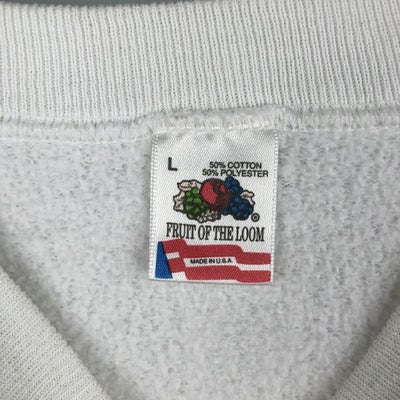 L
50% COTTON
50% POLYESTER
®
FRUIT OF THE LOOM
MADE IN U.S.A.